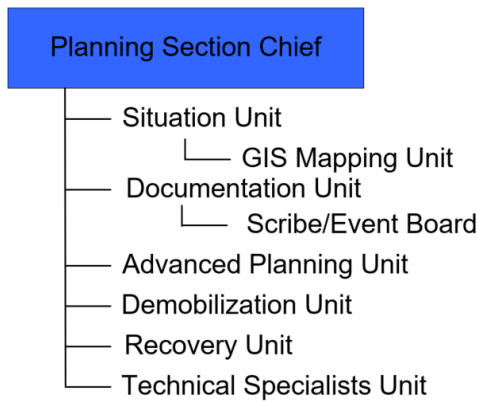 Planning Section Chief
Situation Unit
GIS Mapping Unit
Documentation Unit
Scribe/Event Board
Advanced Planning Unit
Demobilization Unit
Recovery Unit
Technical Specialists Unit